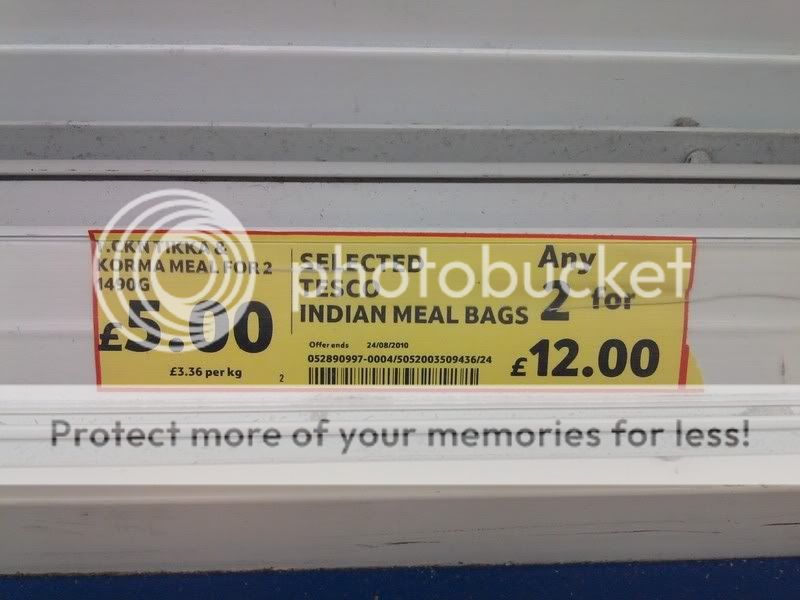 T.CKN TIKKA &
KORMA MEAL FOR 2
1490G
£5.00
£3.36 per kg
2
SELECTED
TESCO
INDIAN MEAL BAGS
Offer ends 24/08/2010
052890997-0004/5052003509436/24
Any
2 for
£12.00
photobucket
Protect more of your memories for less!